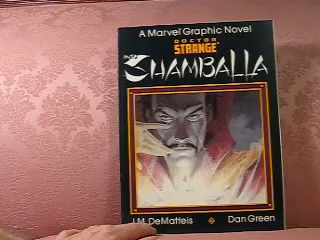 A Marvel Graphic Novel
DOCTOR
STRANGE
SHAMBALLA
J.M. DeMatteis
Dan Green